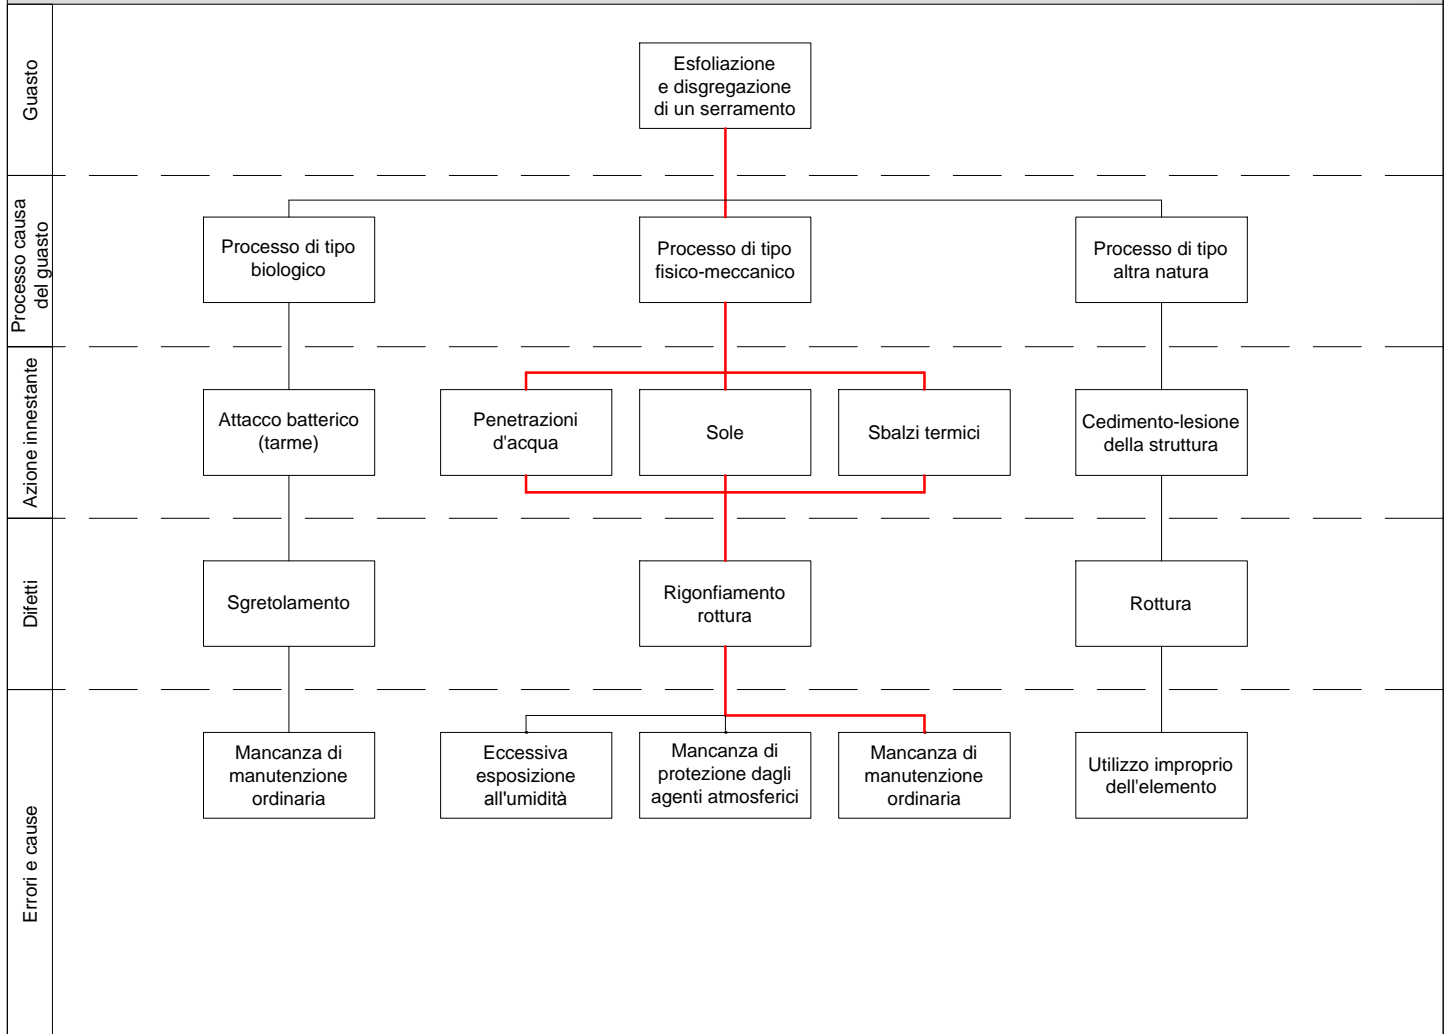 Guasto
Esfoliazione
e disgregazione
di un serramento
Processo causa
del guasto
Processo di tipo
biologico
Processo di tipo
fisico-meccanico
Processo di tipo
altra natura
Azione innestante
Attacco batterico
(tarme)
Penetrazioni
d'acqua
Sole
Sbalzi termici
Cedimento-lesione
della struttura
Difetti
Sgretolamento
Rigonfiamento
rottura
Rottura
Errori e cause
Mancanza di
manutenzione
ordinaria
Eccessiva
esposizione
all'umidità
Mancanza di
protezione dagli
agenti atmosferici
Mancanza di
manutenzione
ordinaria
Utilizzo improprio
dell'elemento